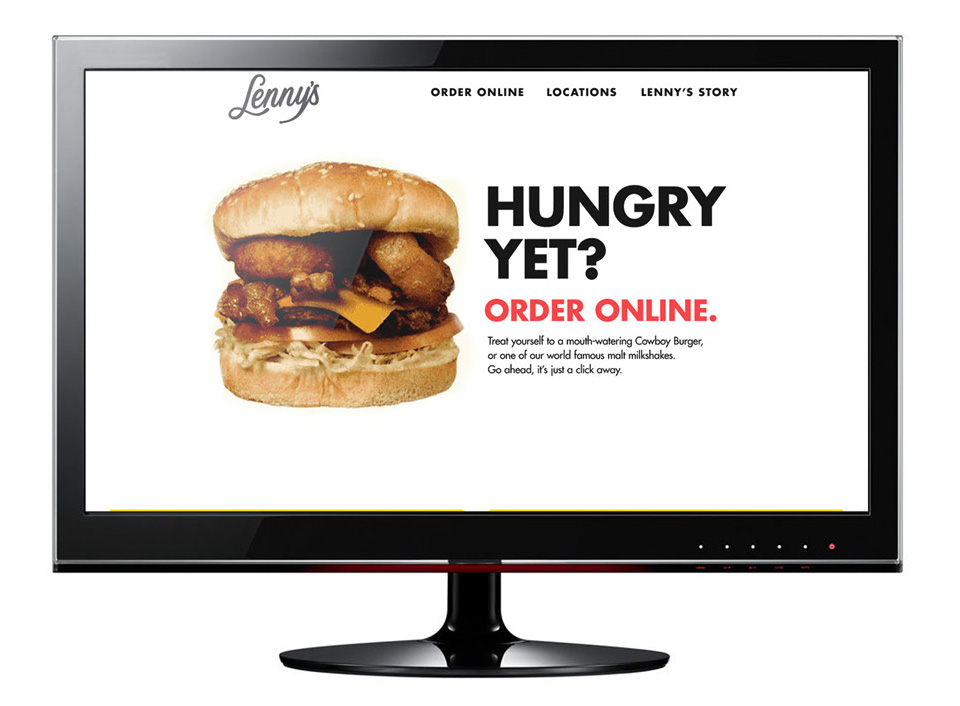 Lenny's
ORDER ONLINE
LOCATIONS
LENNY'S STORY
HUNGRY
YET?
ORDER ONLINE.
Treat yourself to a mouth-watering Cowboy Burger,
or one of our world famous malt milkshakes.
Go ahead, it's just a click away.